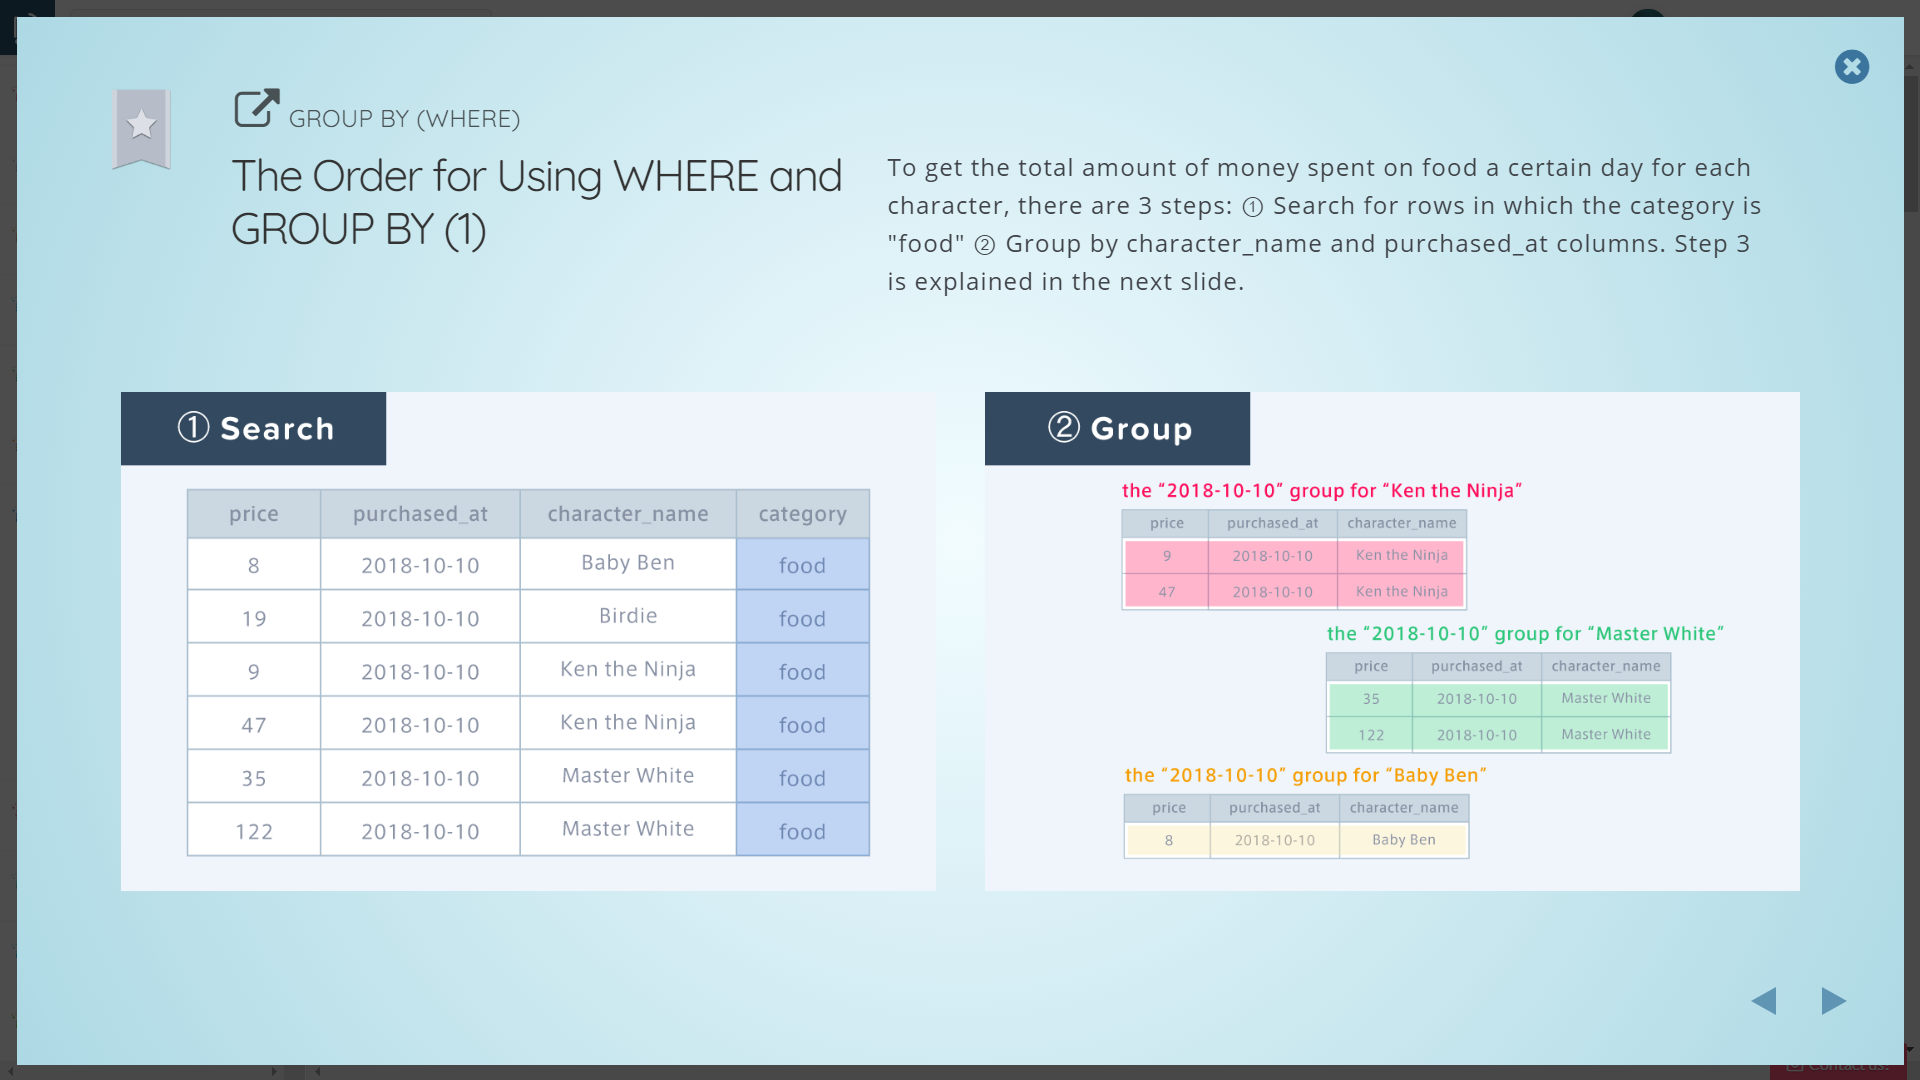 GROUP BY (WHERE)
The Order for Using WHERE and
GROUP BY (1)
To get the total amount of money spent on food a certain day for each
character, there are 3 steps: ① Search for rows in which the category is
"food" ② Group by character_name and purchased_at columns. Step 3
is explained in the next slide.
① Search
price purchased_at character_name category
8 2018-10-10 Baby Ben food
19 2018-10-10 Birdie food
9 2018-10-10 Ken the Ninja food
47 2018-10-10 Ken the Ninja food
35 2018-10-10 Master White food
122 2018-10-10 Master White food
② Group
the “2018-10-10” group for “Ken the Ninja”
price purchased_at character_name
9 2018-10-10 Ken the Ninja
47 2018-10-10 Ken the Ninja
the “2018-10-10” group for “Master White”
price purchased_at character_name
35 2018-10-10 Master White
122 2018-10-10 Master White
the “2018-10-10” group for “Baby Ben”
price purchased_at character_name
8 2018-10-10 Baby Ben
Contact us!